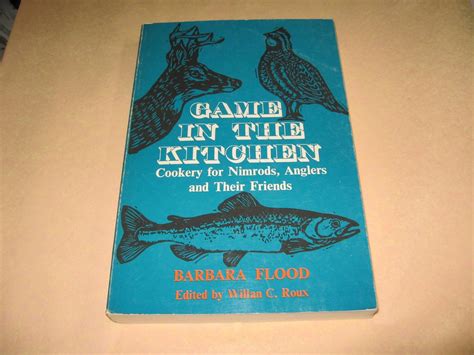 GAME
IN THE
KITCHEN
Cookery for Nimrods, Anglers
and Their Friends
BARBARA FLOOD
Edited by Willan C. Roux